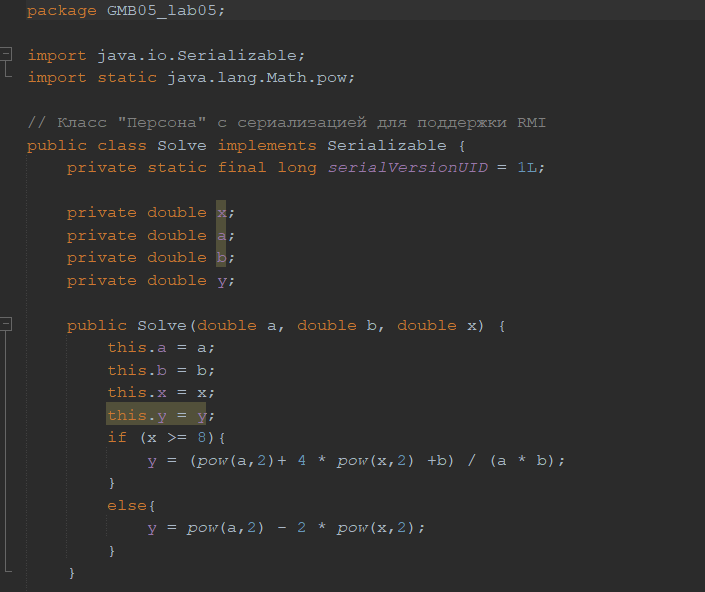 package GMB05_lab05;
import java.io.Serializable;
import static java.lang.Math.pow;
// Класс "Персона" с сериализацией для поддержки RMI
public class Solve implements Serializable {
private static final long serialVersionUID = 1L;
private double x;
private double a;
private double b;
private double y;
public Solve(double a, double b, double x) {
this.a = a;
this.b = b;
this.x = x;
this.y = y;
if (x >= 8){
y = (pow(a,2)+ 4 * pow(x,2) +b) / (a * b);
}
else{
y = pow(a,2) - 2 * pow(x,2);
}
}